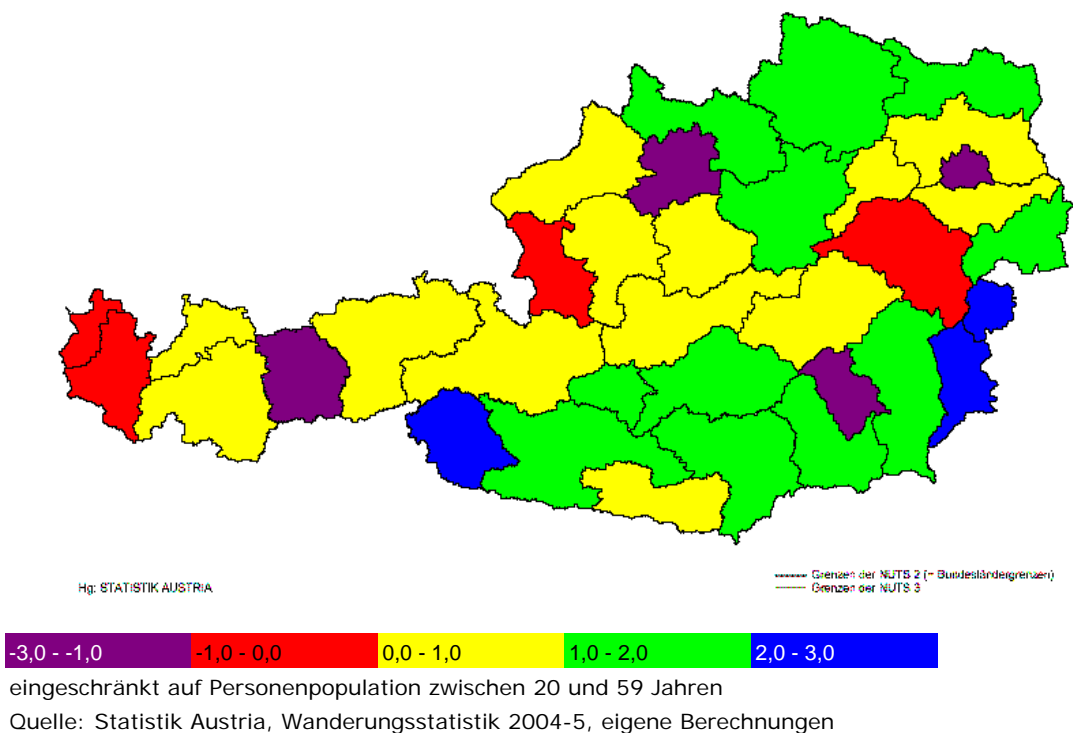 Hg: STATISTIK AUSTRIA
Grenzen der NUTS 2 (= Bundesländergrenzen)
Grenzen der NUTS 3
-3,0 - -1,0 -1,0 - 0,0 0,0 - 1,0 1,0 - 2,0 2,0 - 3,0
eingeschränkt auf Personenpopulation zwischen 20 und 59 Jahren
Quelle: Statistik Austria, Wanderungsstatistik 2004-5, eigene Berechnungen